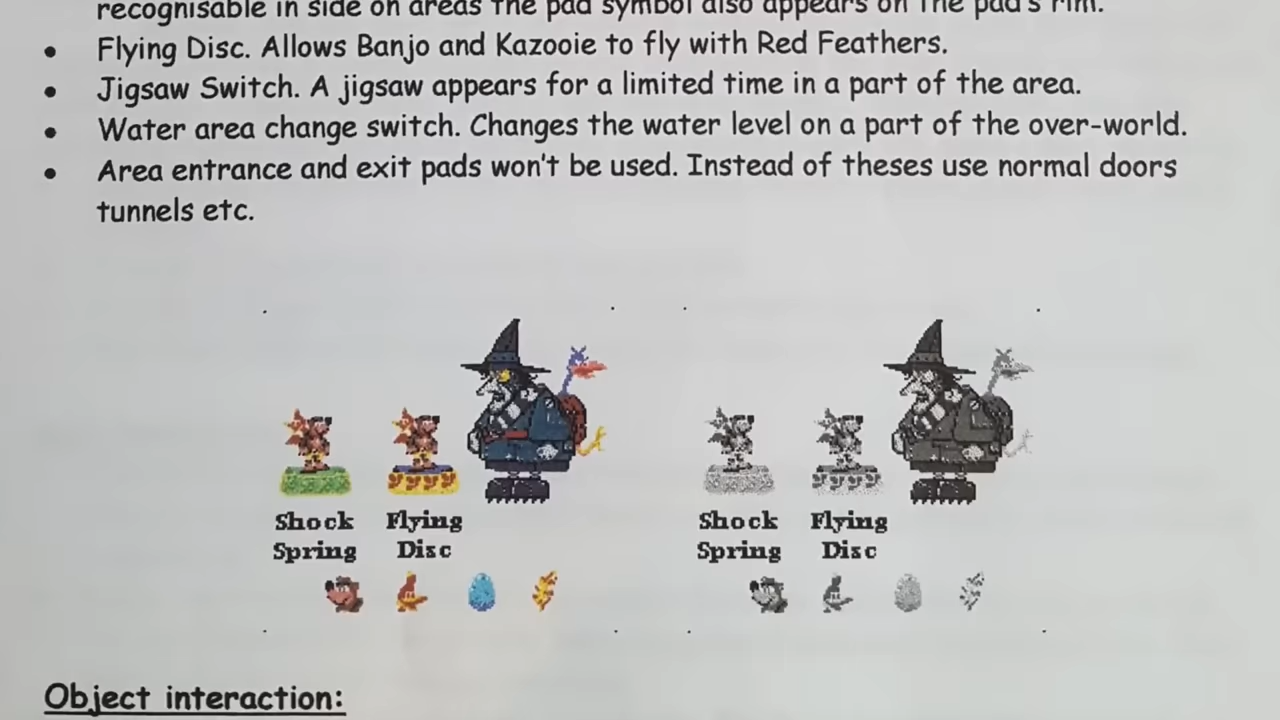 recognisable in side on areas the pad symbol also appears on the pad's rim.
• Flying Disc. Allows Banjo and Kazooie to fly with Red Feathers.
• Jigsaw Switch. A jigsaw appears for a limited time in a part of the area.
• Water area change switch. Changes the water level on a part of the over-world.
• Area entrance and exit pads won't be used. Instead of theses use normal doors
tunnels etc.
Shock Flying Shock Flying
Spring Disc Spring Disc
Object interaction: